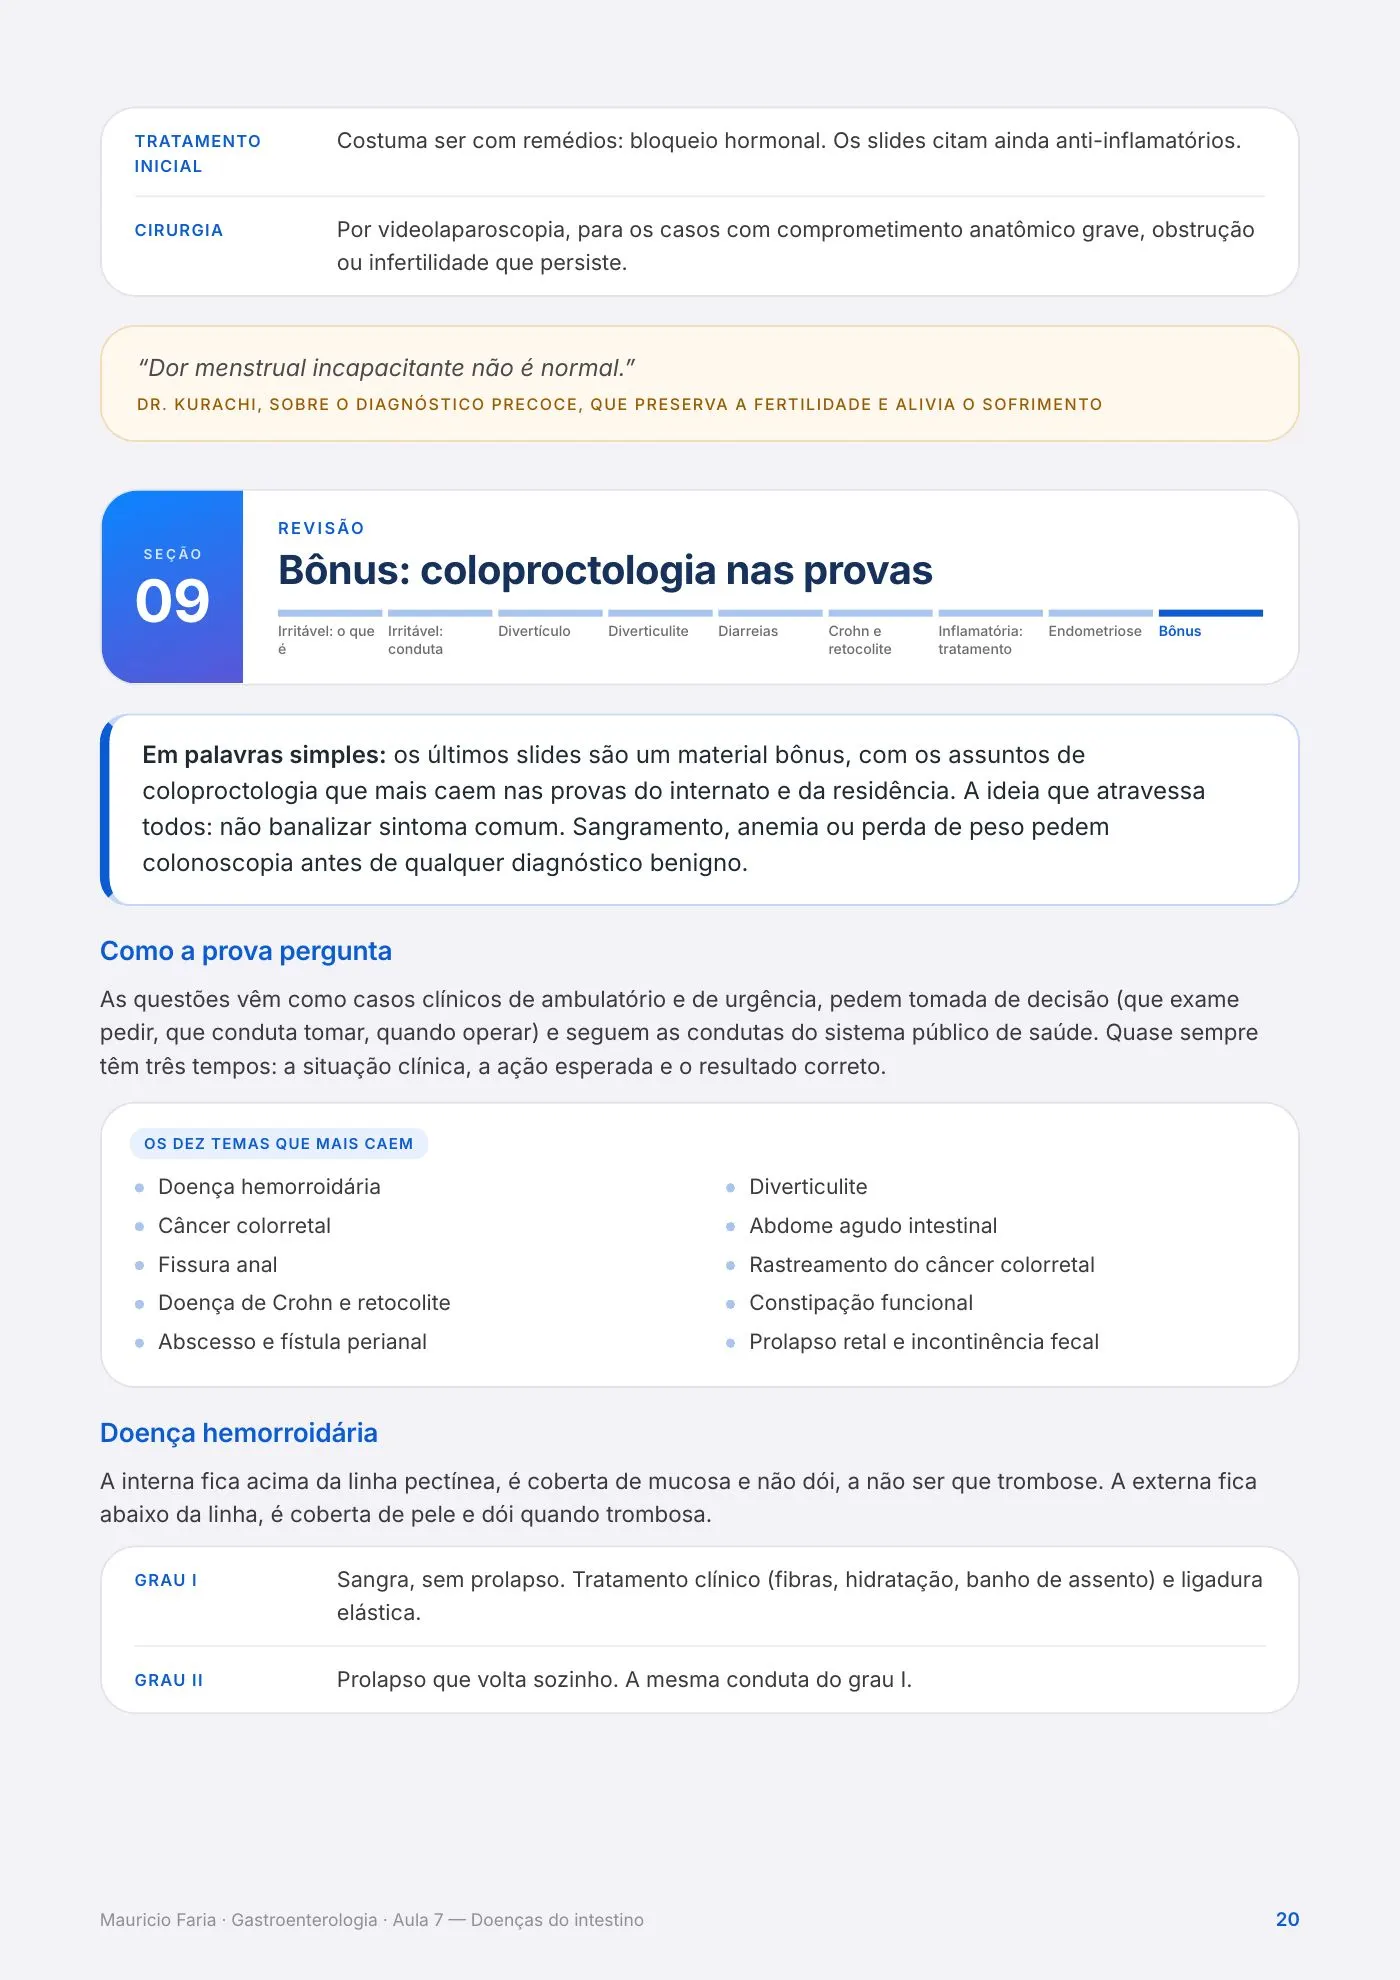 TRATAMENTO
INICIAL
Costuma ser com remédios: bloqueio hormonal. Os slides citam ainda anti-inflamatórios.
CIRURGIA
Por videolaparoscopia, para os casos com comprometimento anatômico grave, obstrução
ou infertilidade que persiste.
“Dor menstrual incapacitante não é normal.”
DR. KURACHI, SOBRE O DIAGNÓSTICO PRECOCE, QUE PRESERVA A FERTILIDADE E ALIVIA O SOFRIMENTO
SEÇÃO
09
REVISÃO
Bônus: coloproctologia nas provas
Irritável: o que
é
Irritável:
conduta
Divertículo
Diverticulite
Diarreias
Crohn e
retocolite
Inflamatória:
tratamento
Endometriose
Bônus
Em palavras simples: os últimos slides são um material bônus, com os assuntos de
coloproctologia que mais caem nas provas do internato e da residência. A ideia que atravessa
todos: não banalizar sintoma comum. Sangramento, anemia ou perda de peso pedem
colonoscopia antes de qualquer diagnóstico benigno.
Como a prova pergunta
As questões vêm como casos clínicos de ambulatório e de urgência, pedem tomada de decisão (que exame
pedir, que conduta tomar, quando operar) e seguem as condutas do sistema público de saúde. Quase sempre
têm três tempos: a situação clínica, a ação esperada e o resultado correto.
OS DEZ TEMAS QUE MAIS CAEM
Doença hemorroidária
Câncer colorretal
Fissura anal
Doença de Crohn e retocolite
Abscesso e fístula perianal
Diverticulite
Abdome agudo intestinal
Rastreamento do câncer colorretal
Constipação funcional
Prolapso retal e incontinência fecal
Doença hemorroidária
A interna fica acima da linha pectínea, é coberta de mucosa e não dói, a não ser que trombose. A externa fica
abaixo da linha, é coberta de pele e dói quando trombosa.
GRAU I
Sangra, sem prolapso. Tratamento clínico (fibras, hidratação, banho de assento) e ligadura
elástica.
GRAU II
Prolapso que volta sozinho. A mesma conduta do grau I.
Mauricio Faria · Gastroenterologia · Aula 7 — Doenças do intestino
20